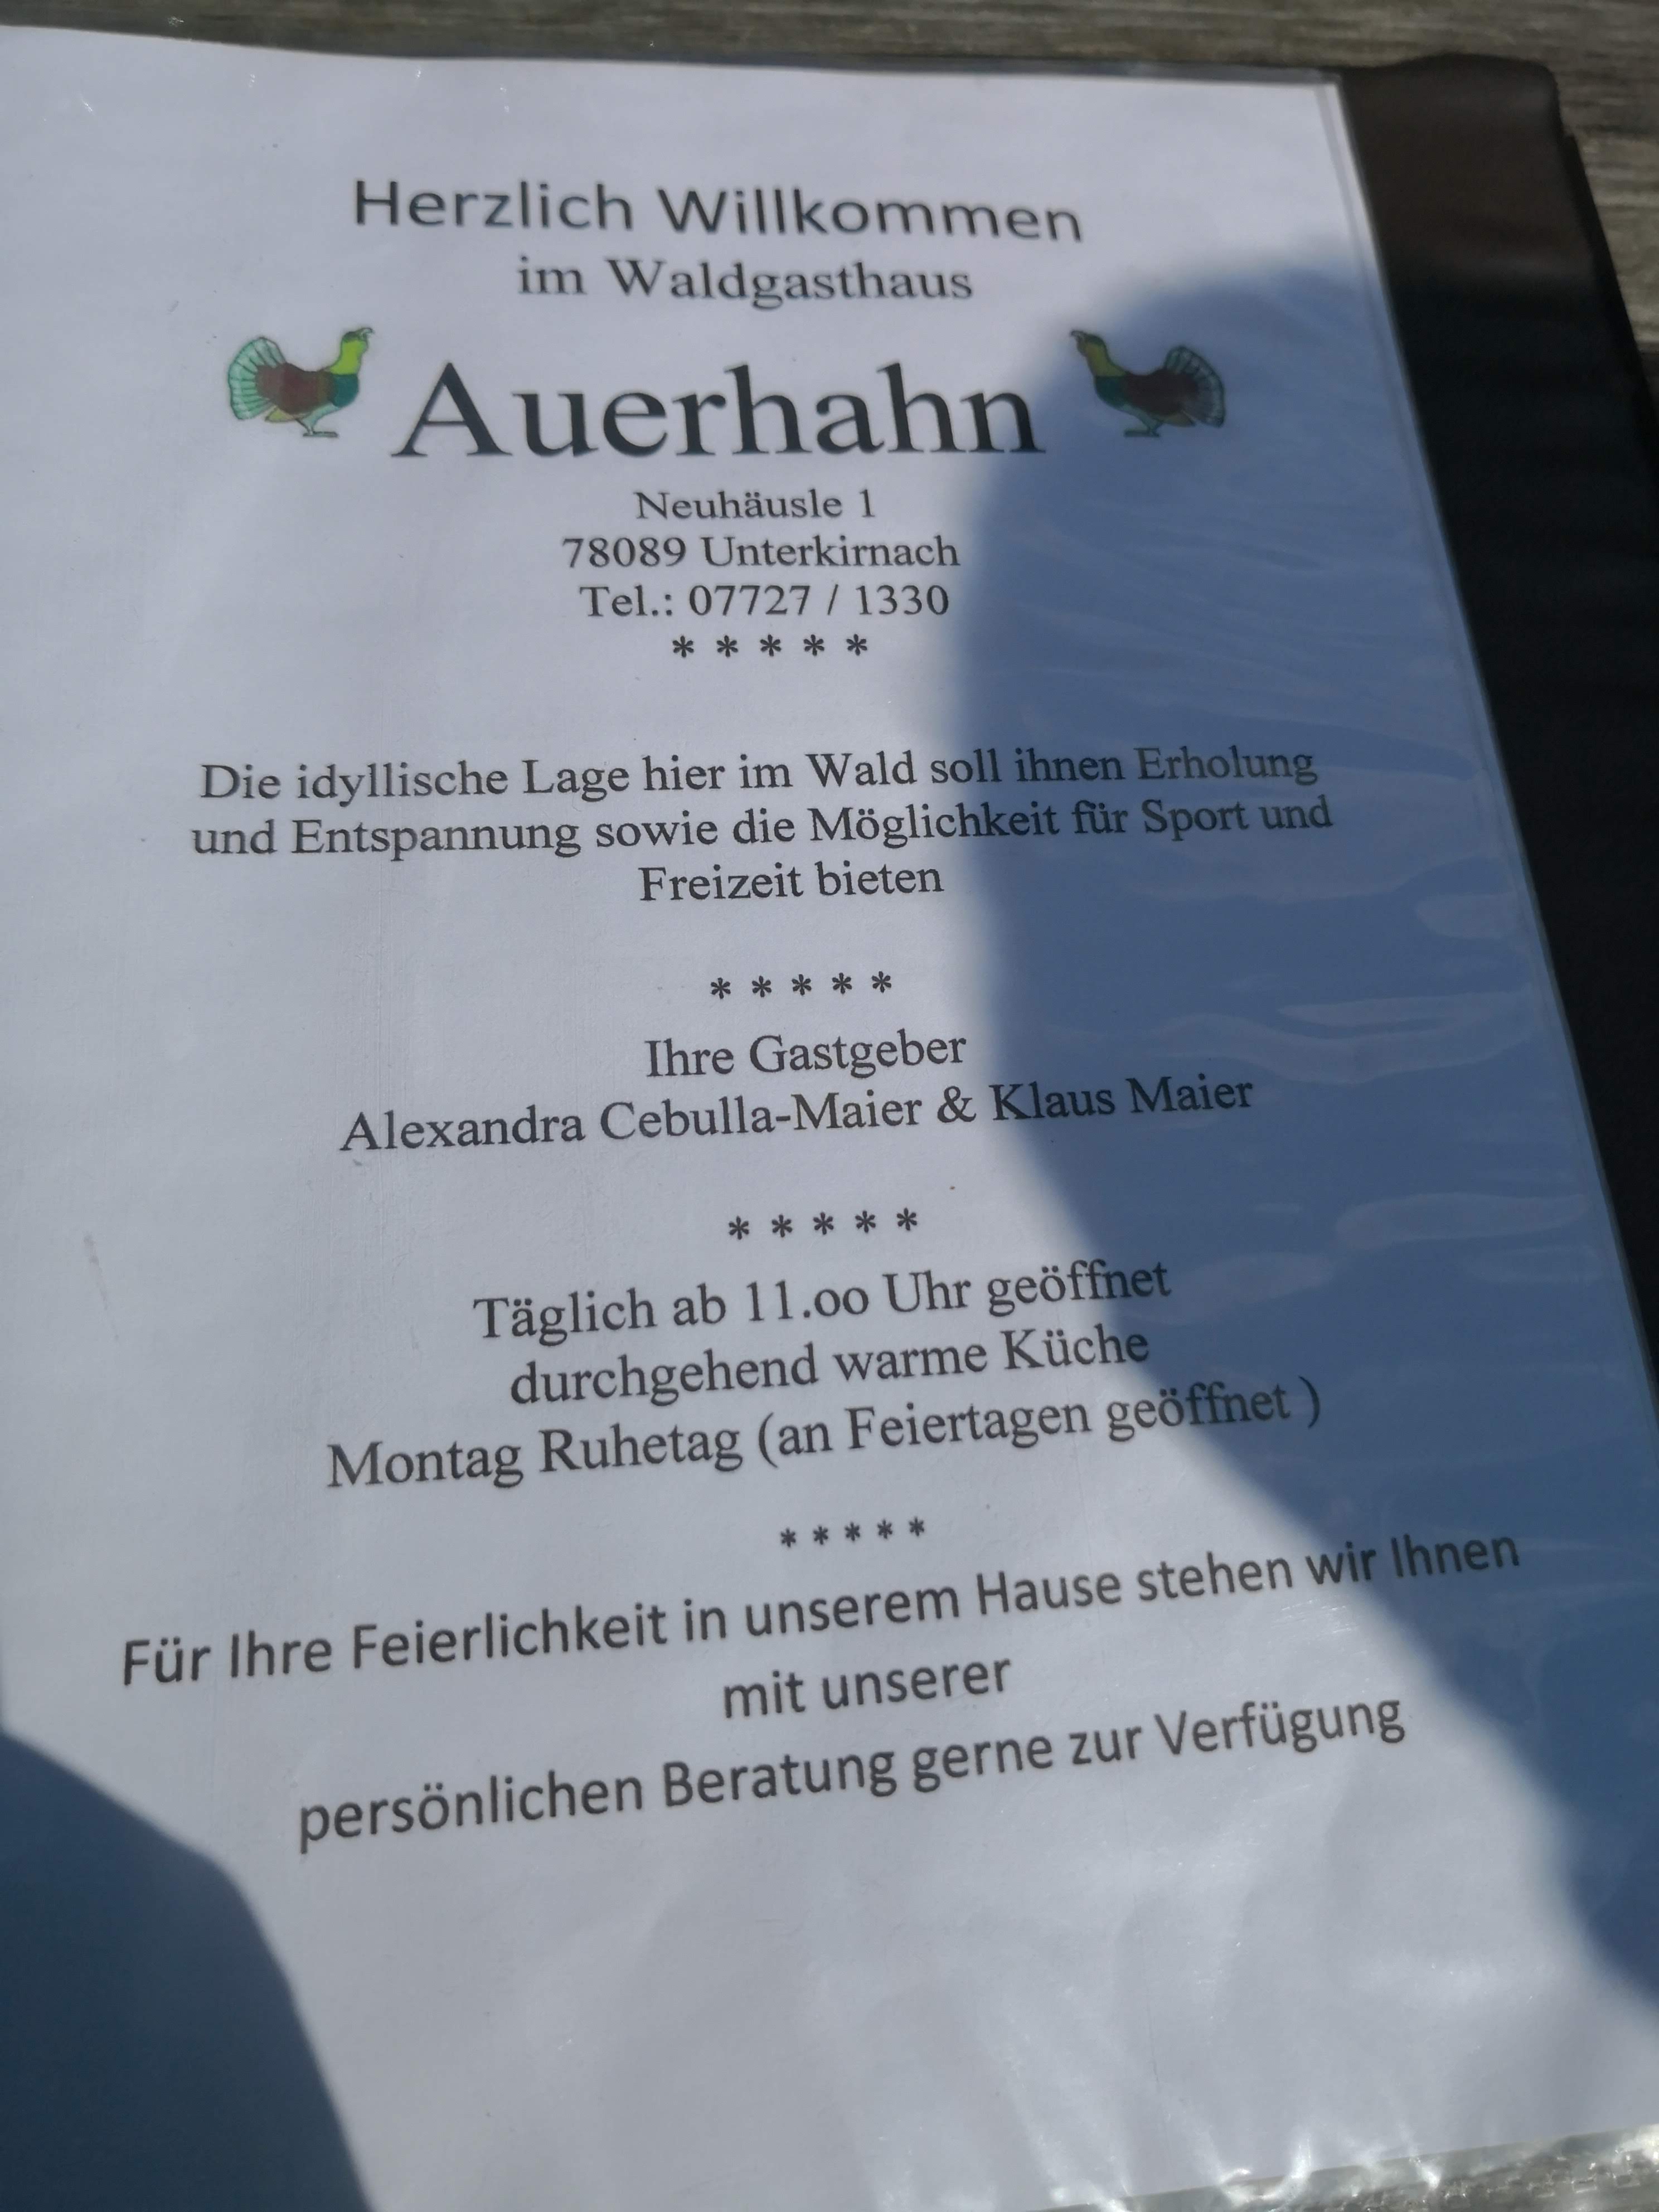 Herzlich Willkommen
im Waldgasthaus
Auerhahn
Neuhäusle 1
78089 Unterkirnach
Tel.: 07727 / 1330
* * * * *
Die idyllische Lage hier im Wald soll ihnen Erholung
und Entspannung sowie die Möglichkeit für Sport und
Freizeit bieten
* * * * *
Ihre Gastgeber
Alexandra Cebulla-Maier & Klaus Maier
* * * * *
Täglich ab 11.oo Uhr geöffnet
durchgehend warme Küche
Montag Ruhetag (an Feiertagen geöffnet )
* * * * *
Für Ihre Feierlichkeit in unserem Hause stehen wir Ihnen
mit unserer
persönlichen Beratung gerne zur Verfügung